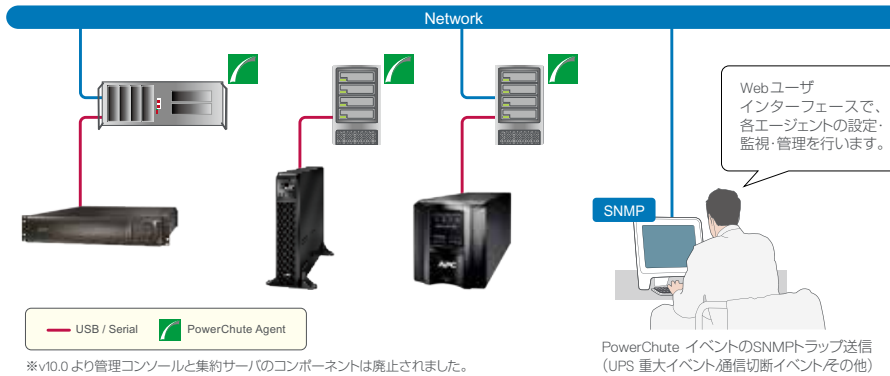 Network
Webユーザ
インターフェースで、
各エージェントの設定・
監視・管理を行います。
SNMP
APC
USB / Serial
PowerChute Agent
PowerChute イベントのSNMPトラップ送信
（UPS 重大イベント/通信切断イベント/その他）
※v10.0 より管理コンソールと集約サーバのコンポーネントは廃止されました。